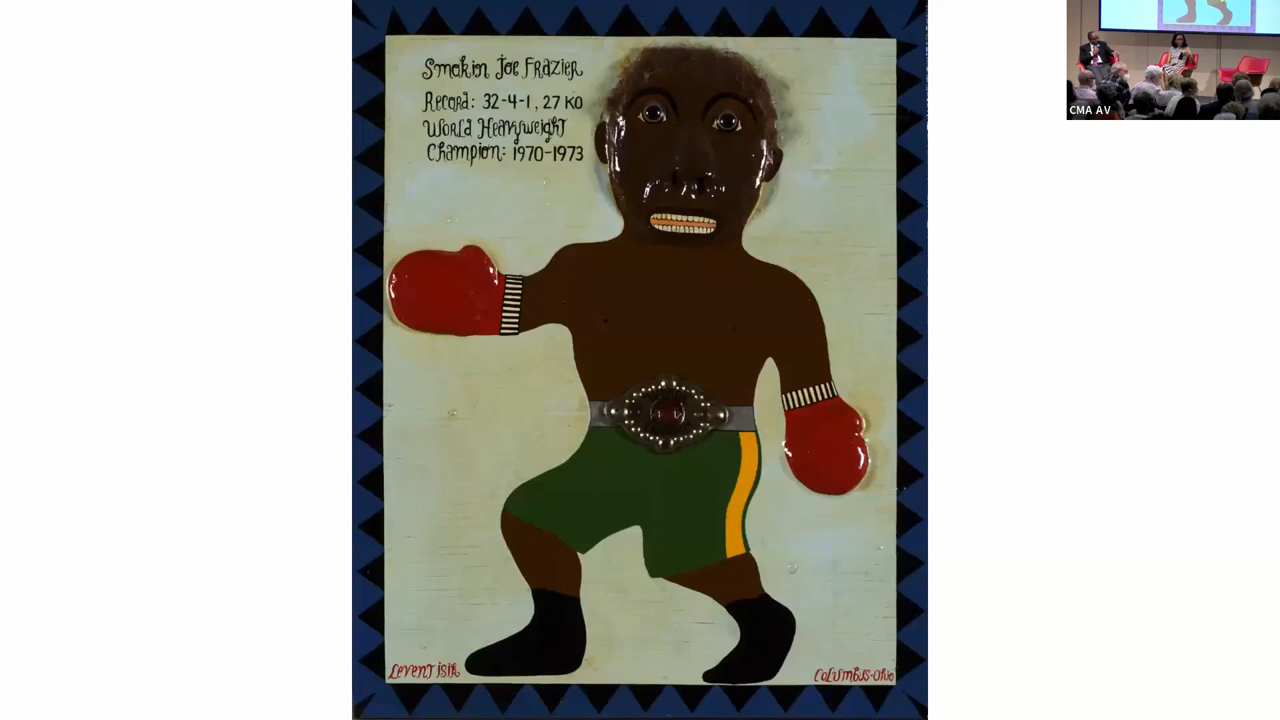 Smokin Joe Frazier
Record: 32-4-1, 27 KO
World Heavyweight
Champion: 1970-1973
Levent Isik
Columbus-Ohio
CMA AV